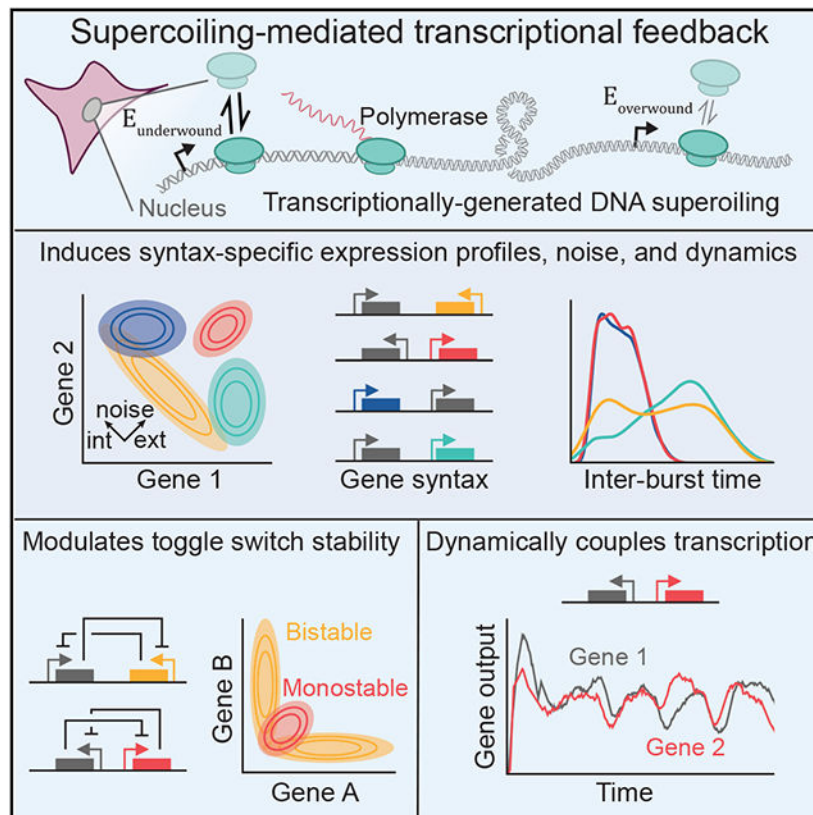 Supercoiling-mediated transcriptional feedback
E underwound
Polymerase
E overwound
Nucleus
Transcriptionally-generated DNA superoiling
Induces syntax-specific expression profiles, noise, and dynamics
Gene 2
noise
int ext
Gene 1
Gene syntax
Inter-burst time
Modulates toggle switch stability
Bistable
Monostable
Gene B
Gene A
Dynamically couples transcription
Gene output
Gene 1
Gene 2
Time